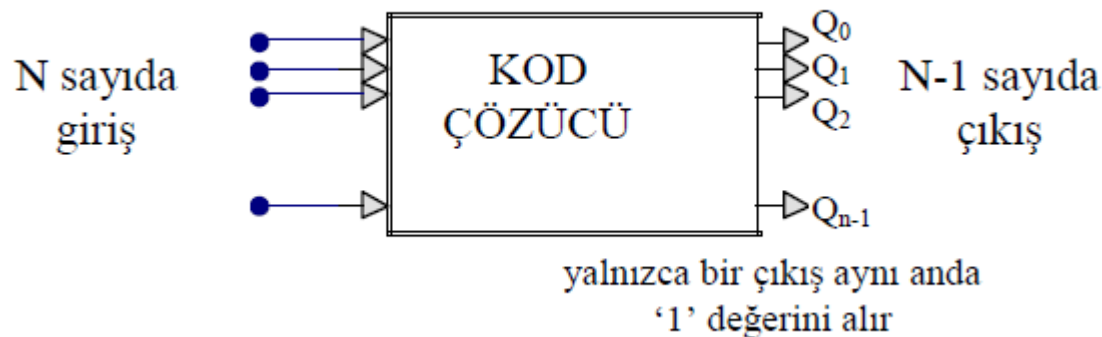 N sayıda
giriş
KOD
ÇÖZÜCÜ
Q0
Q1
Q2
Qn-1
N-1 sayıda
çıkış
yalnızca bir çıkış aynı anda
‘1’ değerini alır